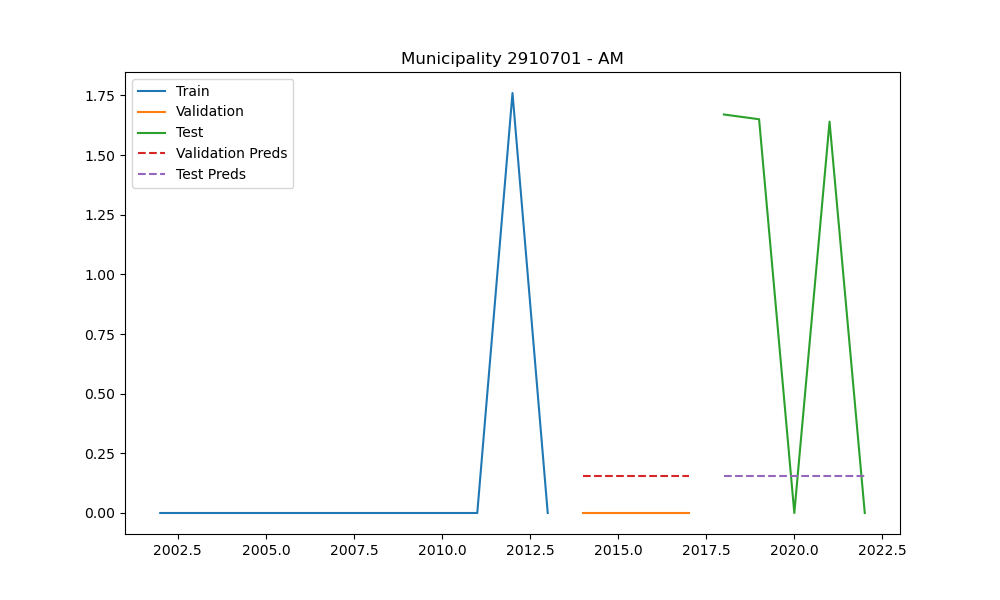 Municipality 2910701 - AM
Train
Validation
Test
Validation Preds
Test Preds
1.75
1.50
1.25
1.00
0.75
0.50
0.25
0.00
2002.5 2005.0 2007.5 2010.0 2012.5 2015.0 2017.5 2020.0 2022.5